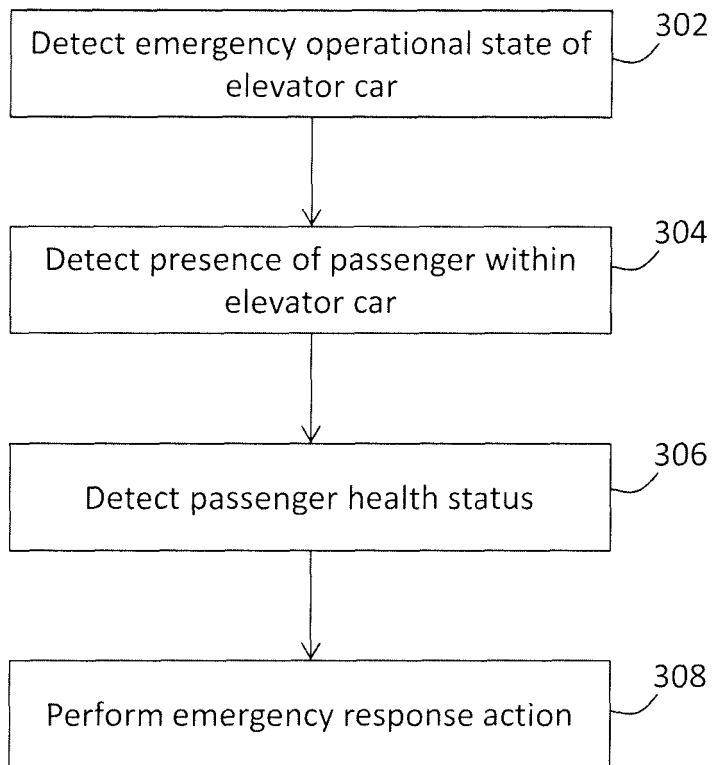 Detect emergency operational state of
elevator car
302
Detect presence of passenger within
elevator car
304
Detect passenger health status
306
Perform emergency response action
308